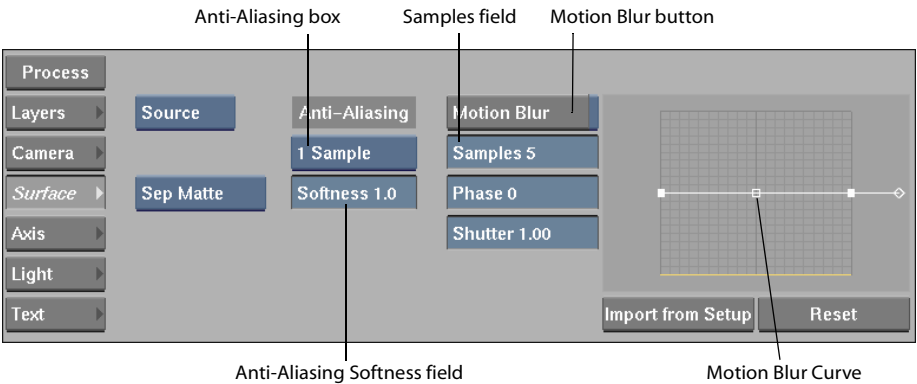 Anti-Aliasing box Samples field Motion Blur button
Process
Layers Source Anti-Aliasing Motion Blur
Camera 1 Sample Samples 5
Surface Sep Matte Softness 1.0 Phase 0
Axis Shutter 1.00
Light
Text Import from Setup Reset
Anti-Aliasing Softness field Motion Blur Curve